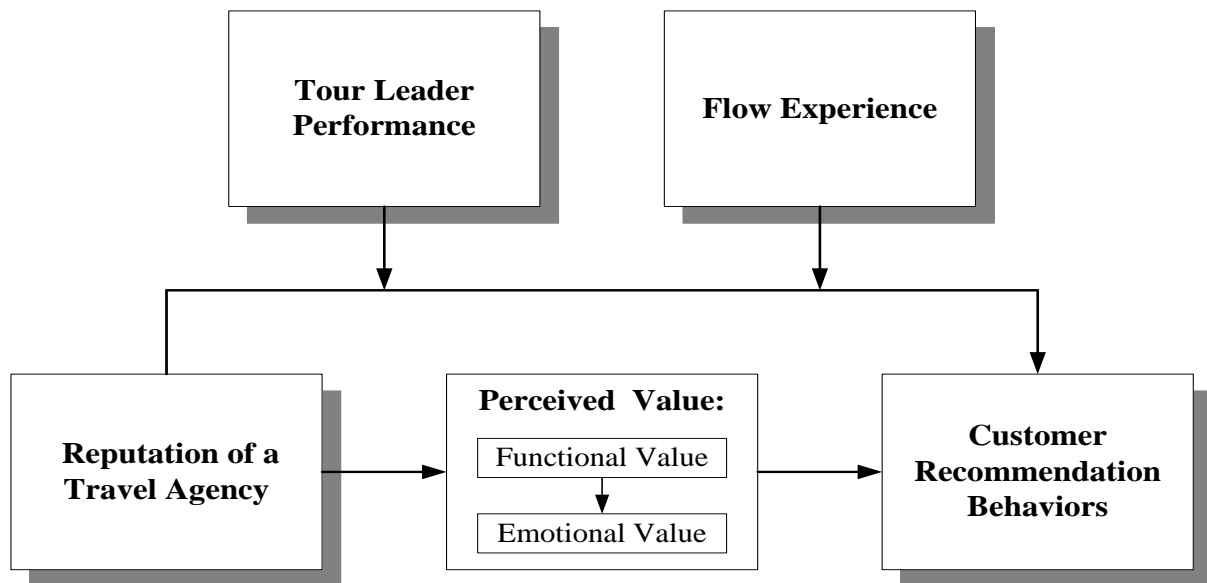 Tour Leader
Performance
Flow Experience
Reputation of a
Travel Agency
Perceived Value:
Functional Value
Emotional Value
Customer
Recommendation
Behaviors